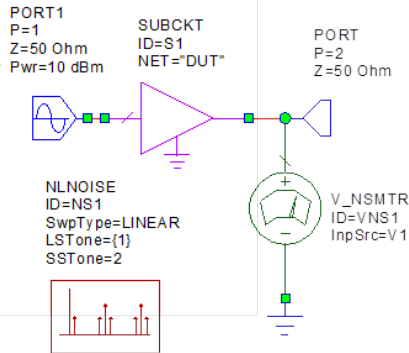 PORT1
P=1
Z=50 Ohm
Pwr=10 dBm
SUBCKT
ID=S1
NET="DUT"
PORT
P=2
Z=50 Ohm
NLNOISE
ID=NS1
SwpType=LINEAR
LSTone={1}
SSTone=2
V_NSMTR
ID=VNS1
InpSrc=V1
+
−